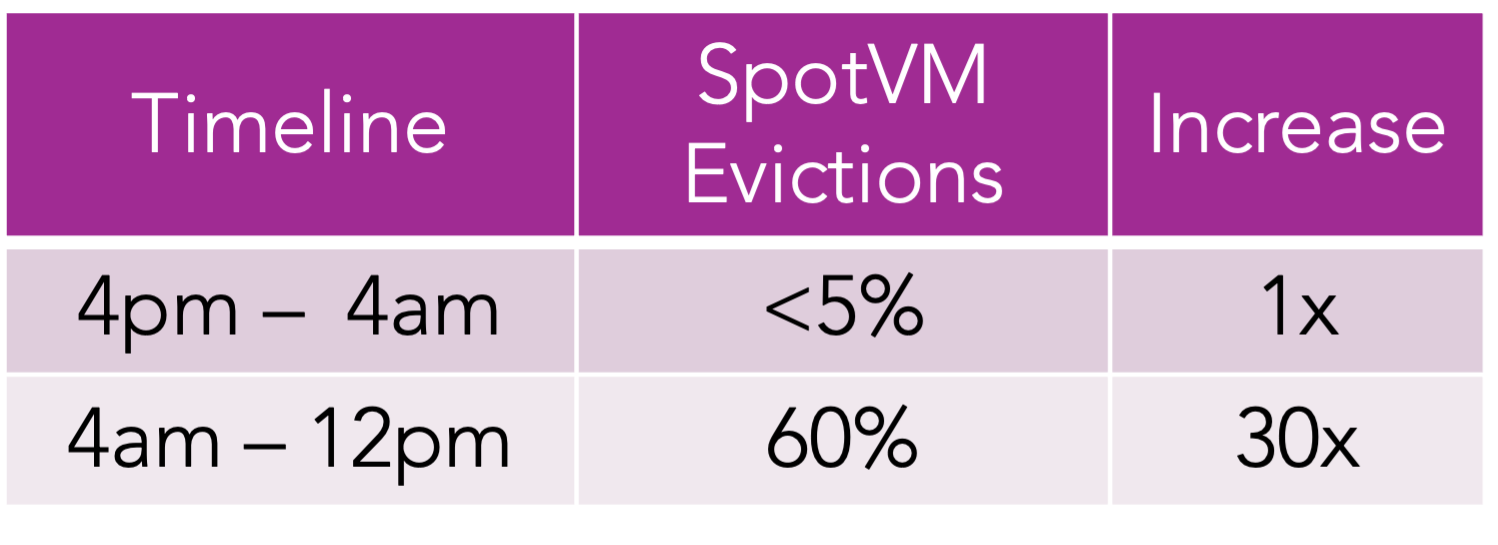 Timeline
SpotVM
Evictions
Increase
4pm – 4am
<5%
1x
4am – 12pm
60%
30x